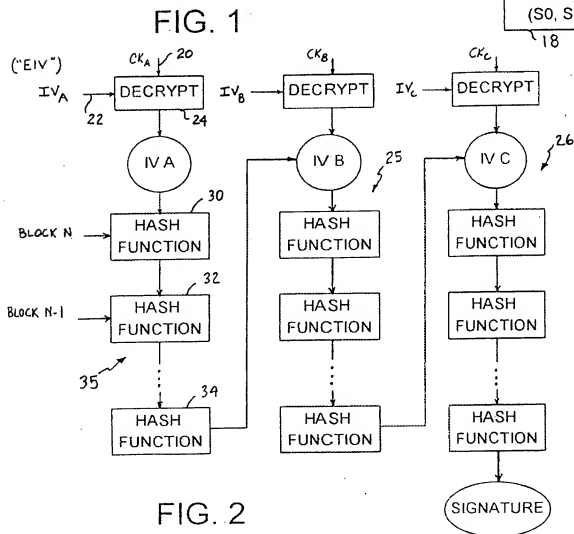 FIG. 1
(S0, S
18
("EIV")
CKA 20
IVA
22
DECRYPT
24
IV A
30
BLOCK N
HASH
FUNCTION
32
BLOCK N-1
HASH
FUNCTION
35
34
HASH
FUNCTION
CKB
IVB
DECRYPT
IV B
25
HASH
FUNCTION
HASH
FUNCTION
HASH
FUNCTION
CKC
IVC
DECRYPT
IV C
26
HASH
FUNCTION
HASH
FUNCTION
HASH
FUNCTION
SIGNATURE
FIG. 2